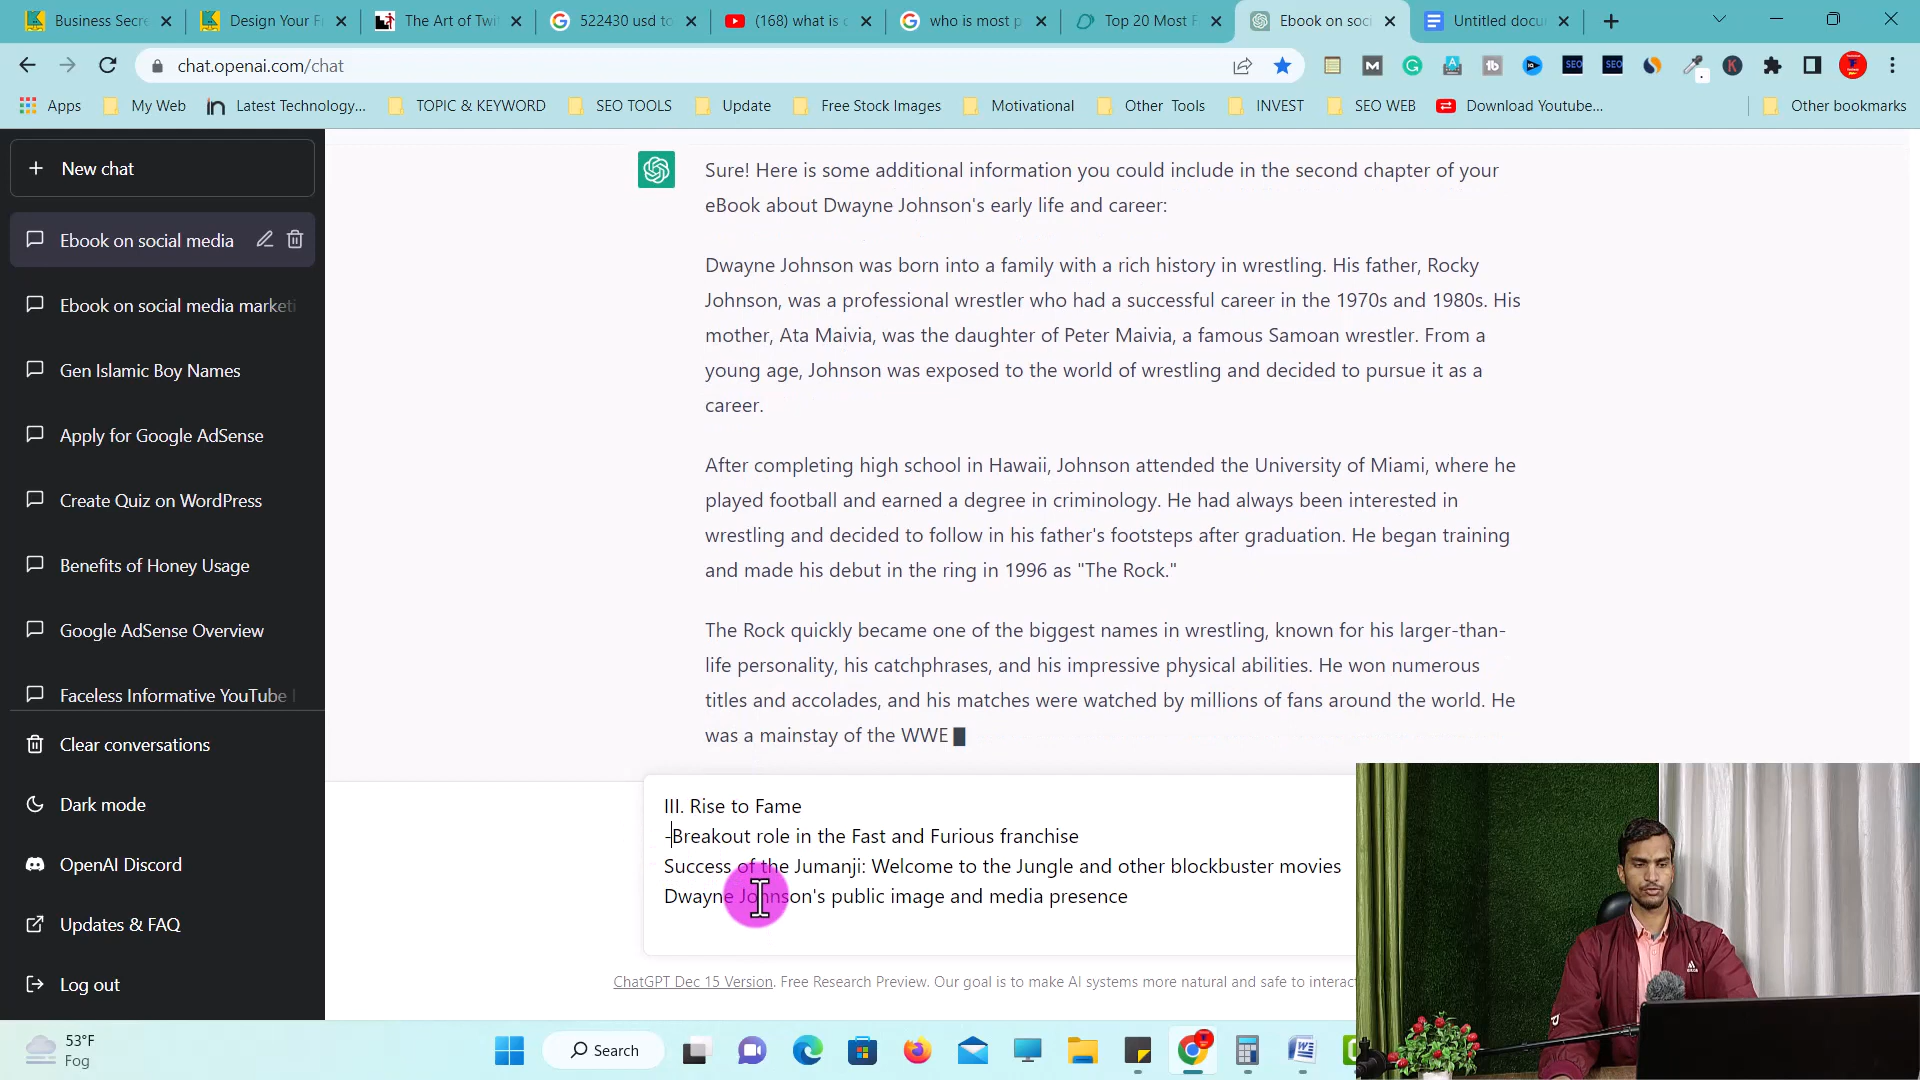 Business Secre
Design Your F
The Art of Twit
522430 usd to
(168) what is c
who is most p
Top 20 Most F
Ebook on soci
Untitled docu
chat.openai.com/chat
Apps
My Web
Latest Technology...
TOPIC & KEYWORD
SEO TOOLS
Update
Free Stock Images
Motivational
Other Tools
INVEST
SEO WEB
Download Youtube...
Other bookmarks
New chat
Ebook on social media
Ebook on social media marketi
Gen Islamic Boy Names
Apply for Google AdSense
Create Quiz on WordPress
Benefits of Honey Usage
Google AdSense Overview
Faceless Informative YouTube
Clear conversations
Dark mode
OpenAI Discord
Updates & FAQ
Log out
Sure! Here is some additional information you could include in the second chapter of your
eBook about Dwayne Johnson's early life and career:
Dwayne Johnson was born into a family with a rich history in wrestling. His father, Rocky
Johnson, was a professional wrestler who had a successful career in the 1970s and 1980s. His
mother, Ata Maivia, was the daughter of Peter Maivia, a famous Samoan wrestler. From a
young age, Johnson was exposed to the world of wrestling and decided to pursue it as a
career.
After completing high school in Hawaii, Johnson attended the University of Miami, where he
played football and earned a degree in criminology. He had always been interested in
wrestling and decided to follow in his father's footsteps after graduation. He began training
and made his debut in the ring in 1996 as "The Rock."
The Rock quickly became one of the biggest names in wrestling, known for his larger-than-
life personality, his catchphrases, and his impressive physical abilities. He won numerous
titles and accolades, and his matches were watched by millions of fans around the world. He
was a mainstay of the WWE
III. Rise to Fame
-Breakout role in the Fast and Furious franchise
Success of the Jumanji: Welcome to the Jungle and other blockbuster movies
Dwayne Johnson's public image and media presence
ChatGPT Dec 15 Version. Free Research Preview. Our goal is to make AI systems more natural and safe to interac
53°F
Fog
Search